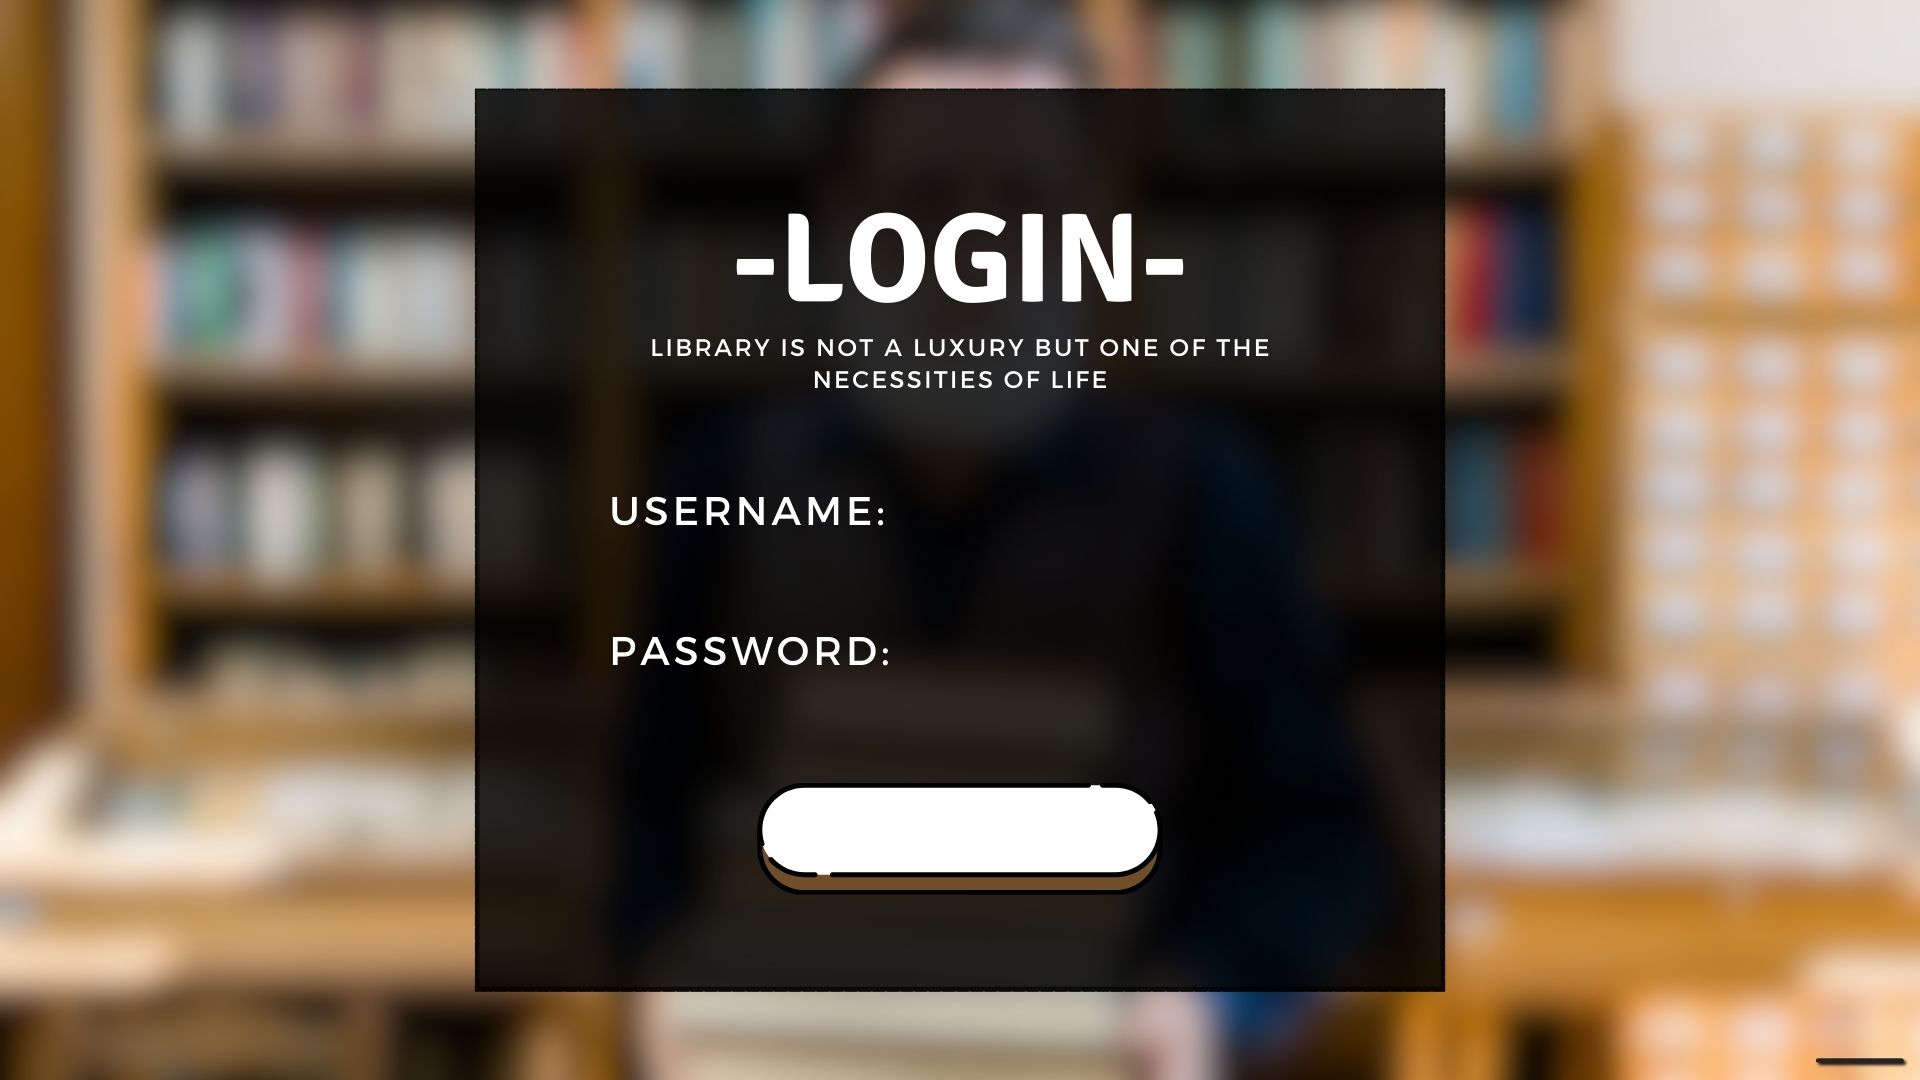 -LOGIN-
LIBRARY IS NOT A LUXURY BUT ONE OF THE
NECESSITIES OF LIFE
USERNAME:
PASSWORD: